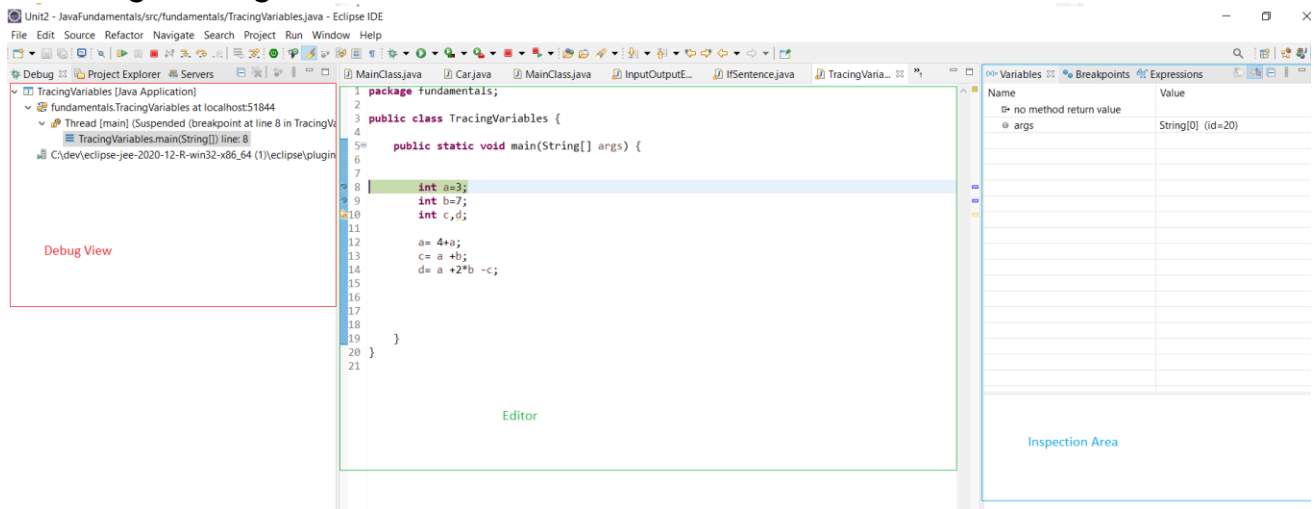 Unit2 - JavaFundamentals/src/fundamentals/TracingVariables.java - Eclipse IDE
File Edit Source Refactor Navigate Search Project Run Window Help
Debug Project Explorer Servers
TracingVariables [Java Application]
fundamentals.TracingVariables at localhost:51844
Thread [main] (Suspended (breakpoint at line 8 in TracingVa
TracingVariables.main(String[]) line: 8
C:\dev\eclipse-jee-2020-12-R-win32-x86_64 (1)\eclipse\plugin
Debug View
MainClass.java Car.java MainClass.java InputOutputE... IfSentence.java TracingVaria... »1
1 package fundamentals;
2
3 public class TracingVariables {
4
5 public static void main(String[] args) {
6
7
8 int a=3;
9 int b=7;
10 int c,d;
11
12 a= 4+a;
13 c= a +b;
14 d= a +2*b -c;
15
16
17
18
19 }
20 }
21
Editor
(x)= Variables Breakpoints Expressions
Name Value
no method return value
args String[0] (id=20)
Inspection Area